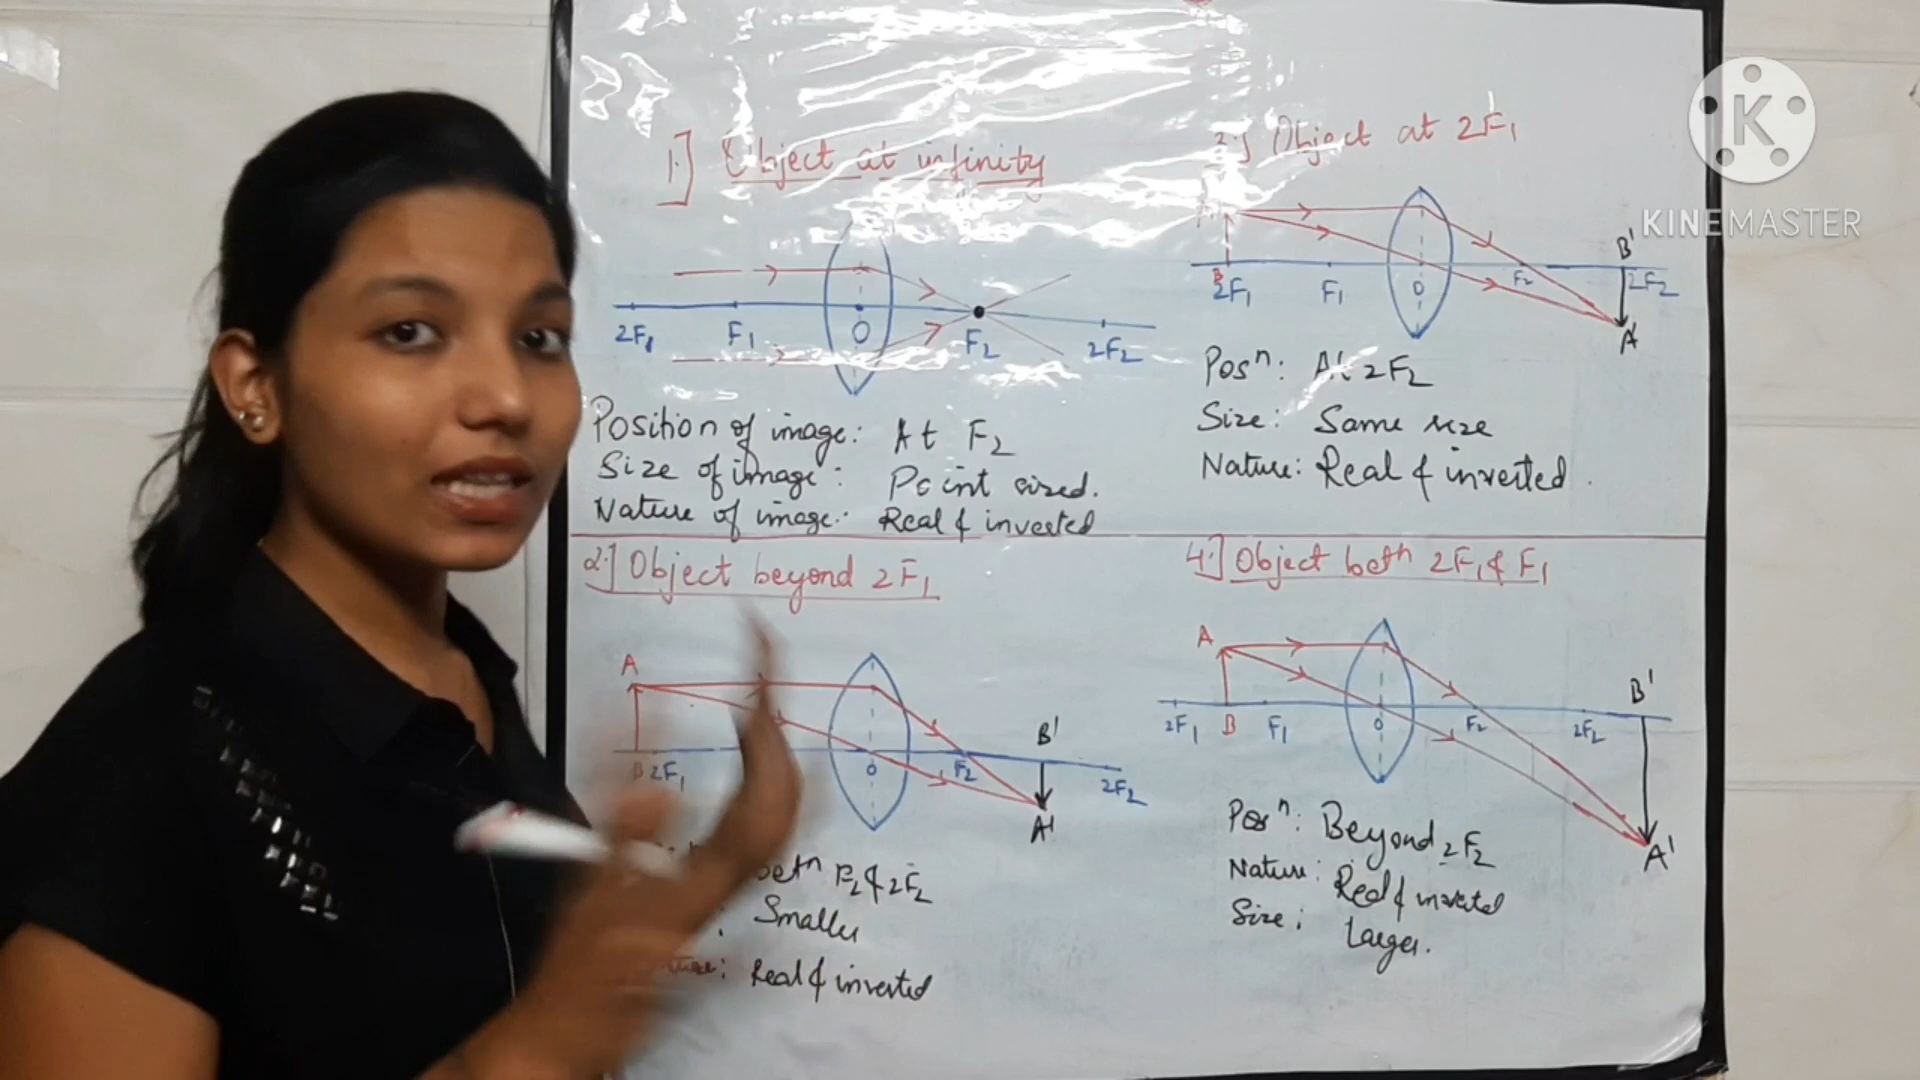 1.] Object at infinity
2F1 F1 O F2 2F2
Position of image: At F2
Size of image: Point sized.
Nature of image: Real & inverted
2.] Object beyond 2F1
A
B 2F1 O F2 B' 2F2
A'
betn F2 & 2F2
Smaller
Real & inverted
3.] Object at 2F1
B'
B
2F1 F1 O F2 2F2
A'
Posn: At 2F2
Size: Same size
Nature: Real & inverted.
4.] Object betn 2F1 & F1
A
B'
2F1 B F1 O F2 2F2
A'
Posn: Beyond 2F2
Nature: Real & inverted
Size: Larger.
K
KINEMASTER